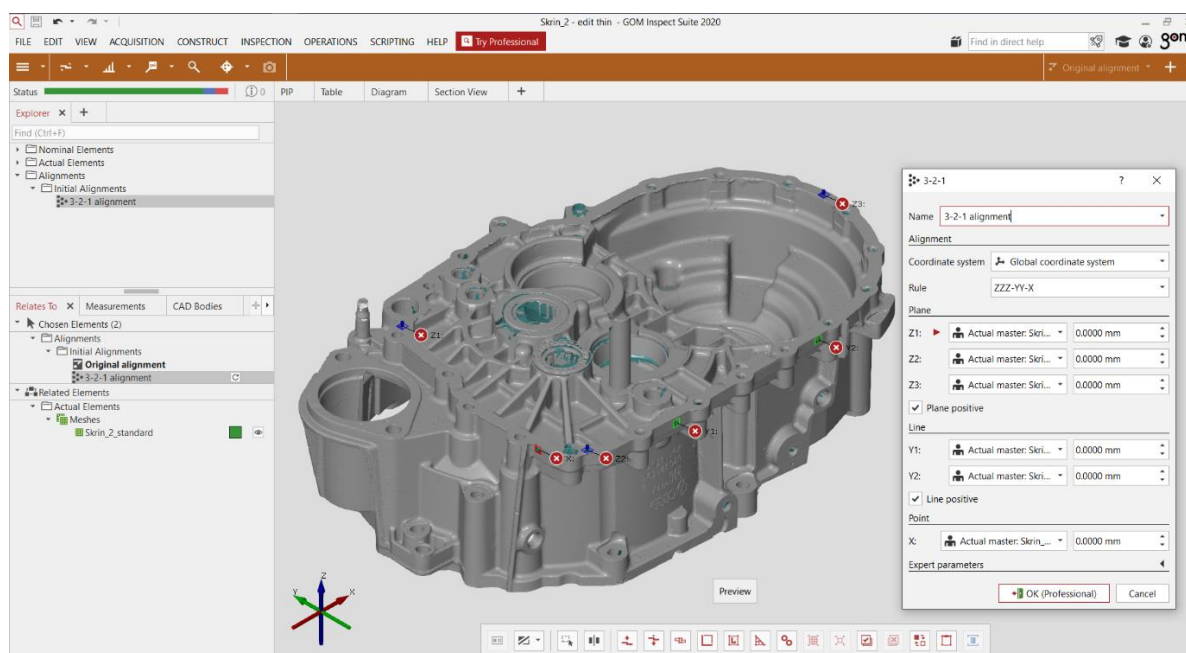 Skrin_2 - edit thin - GOM Inspect Suite 2020
FILE EDIT VIEW ACQUISITION CONSTRUCT INSPECTION OPERATIONS SCRIPTING HELP Try Professional Find in direct help gom
Original alignment
Status 0 PIP Table Diagram Section View
Explorer
Find (Ctrl+F)
Nominal Elements
Actual Elements
Alignments
Initial Alignments
3-2-1 alignment
Relates To Measurements CAD Bodies
Chosen Elements (2)
Alignments
Initial Alignments
Original alignment
3-2-1 alignment
Related Elements
Actual Elements
Meshes
Skrin_2_standard
Z3:
Z1:
Y2:
Y1:
X:
Z2:
Z
Y
X
Preview
3-2-1 ?
Name 3-2-1 alignment
Alignment
Coordinate system Global coordinate system
Rule ZZZ-YY-X
Plane
Z1: Actual master: Skri... 0.0000 mm
Z2: Actual master: Skri... 0.0000 mm
Z3: Actual master: Skri... 0.0000 mm
Plane positive
Line
Y1: Actual master: Skri... 0.0000 mm
Y2: Actual master: Skri... 0.0000 mm
Line positive
Point
X: Actual master: Skrin_... 0.0000 mm
Expert parameters
OK (Professional) Cancel